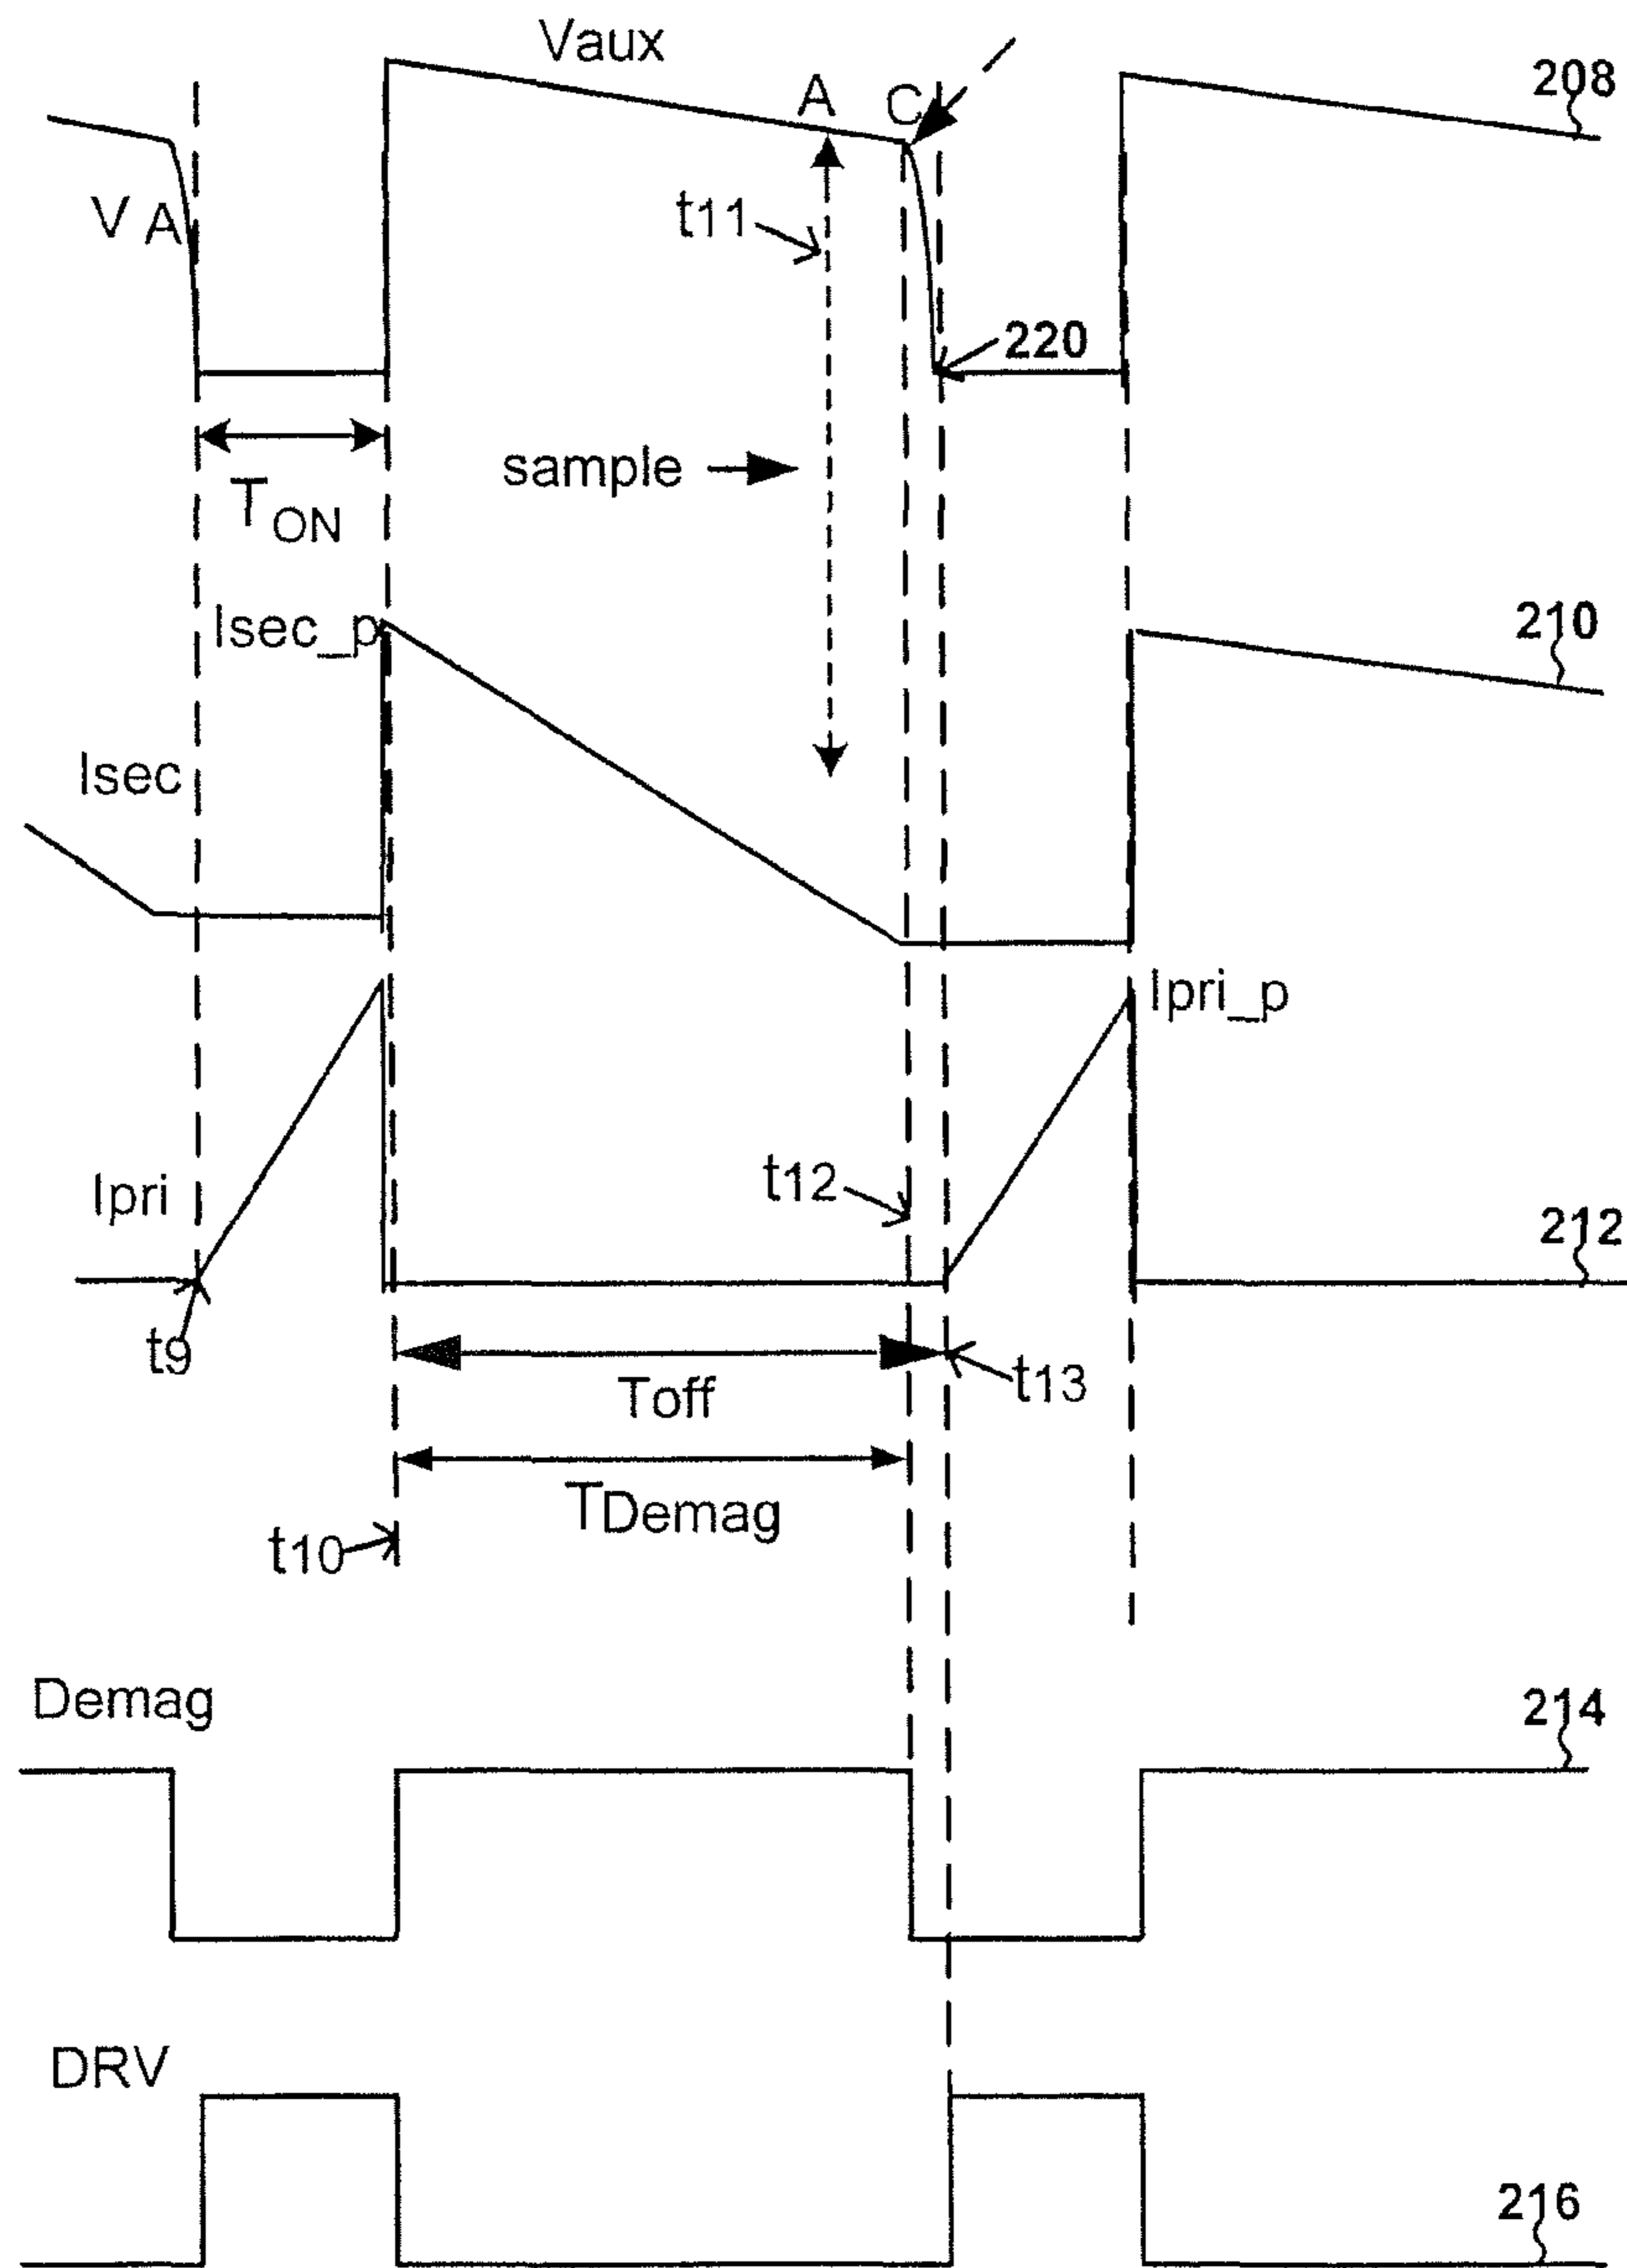 Vaux
208
A
C
t11
V A
220
sample
TON
Isec_p
210
Isec
Ipri_p
t12
Ipri
212
t9
t13
Toff
TDemag
t10
Demag
214
DRV
216